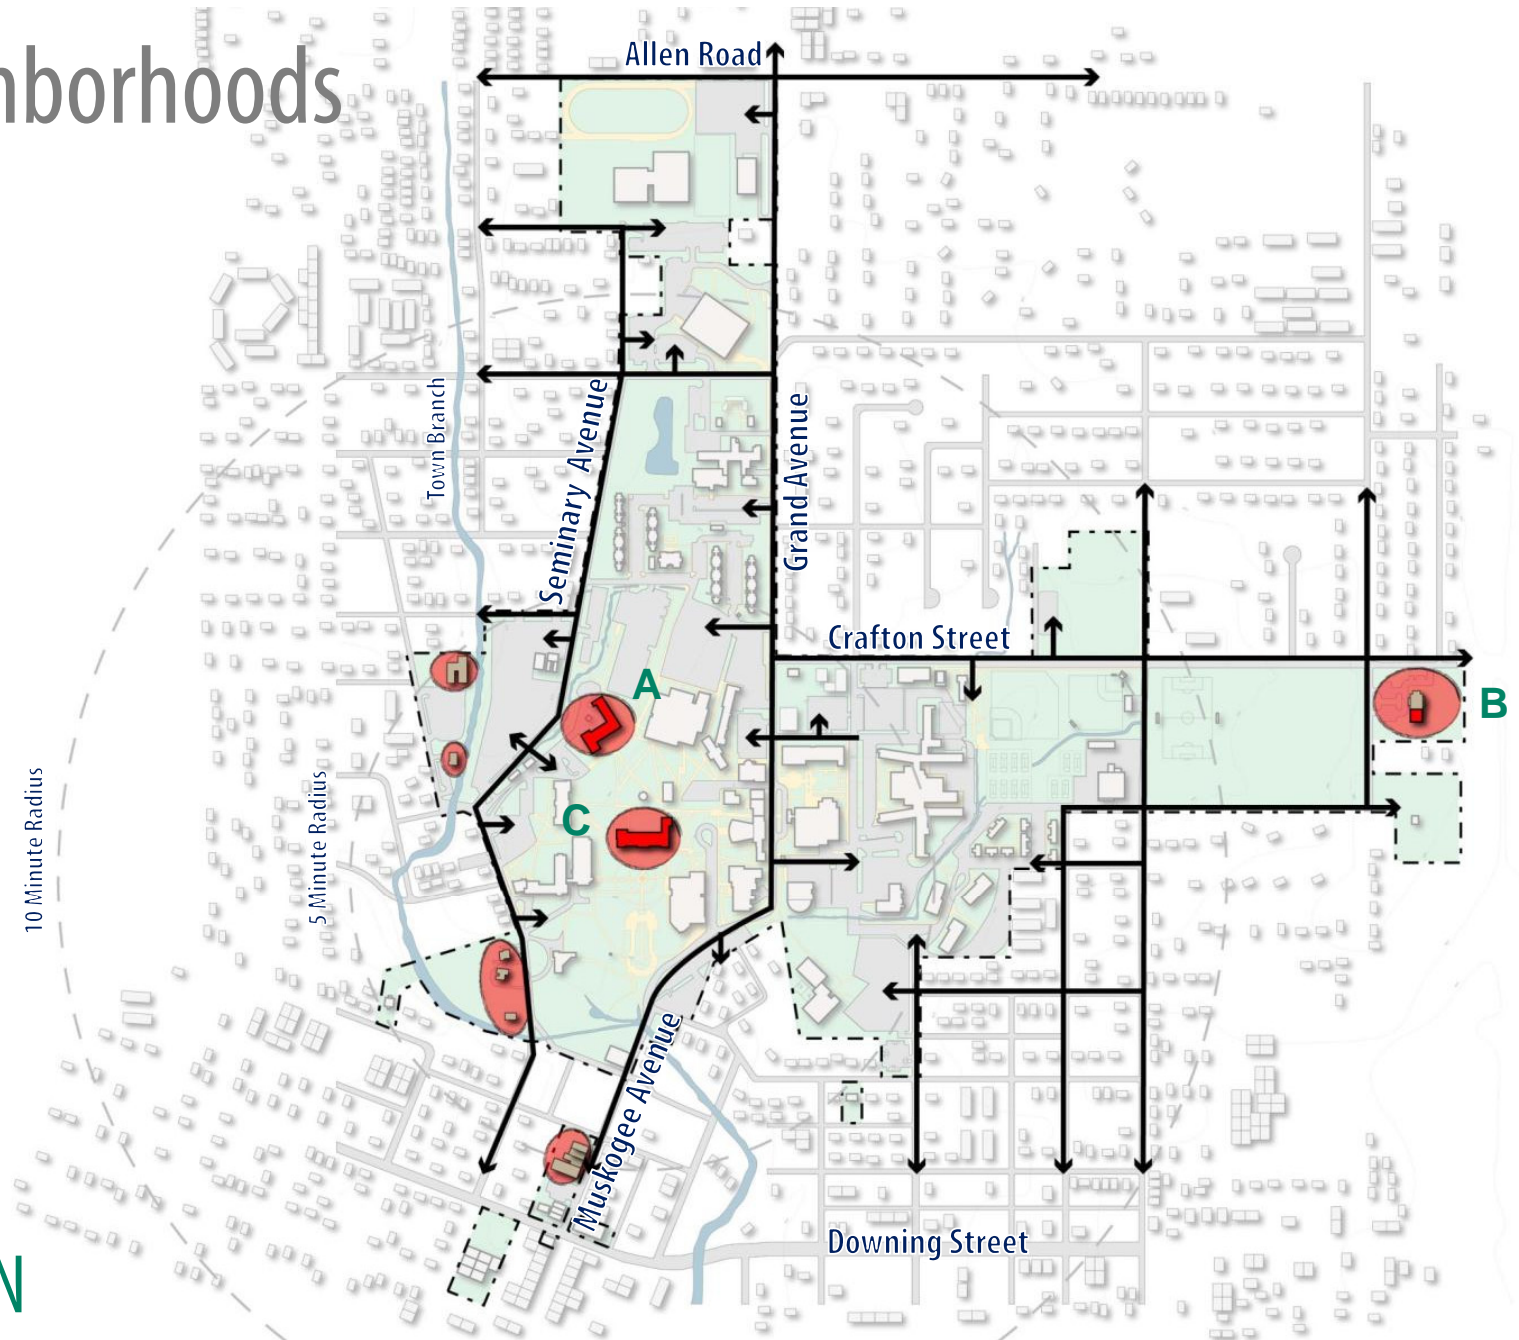 nborhoods
Allen Road
Town Branch
Seminary Avenue
Grand Avenue
Crafton Street
A
B
C
10 Minute Radius
5 Minute Radius
Muskogee Avenue
Downing Street
N